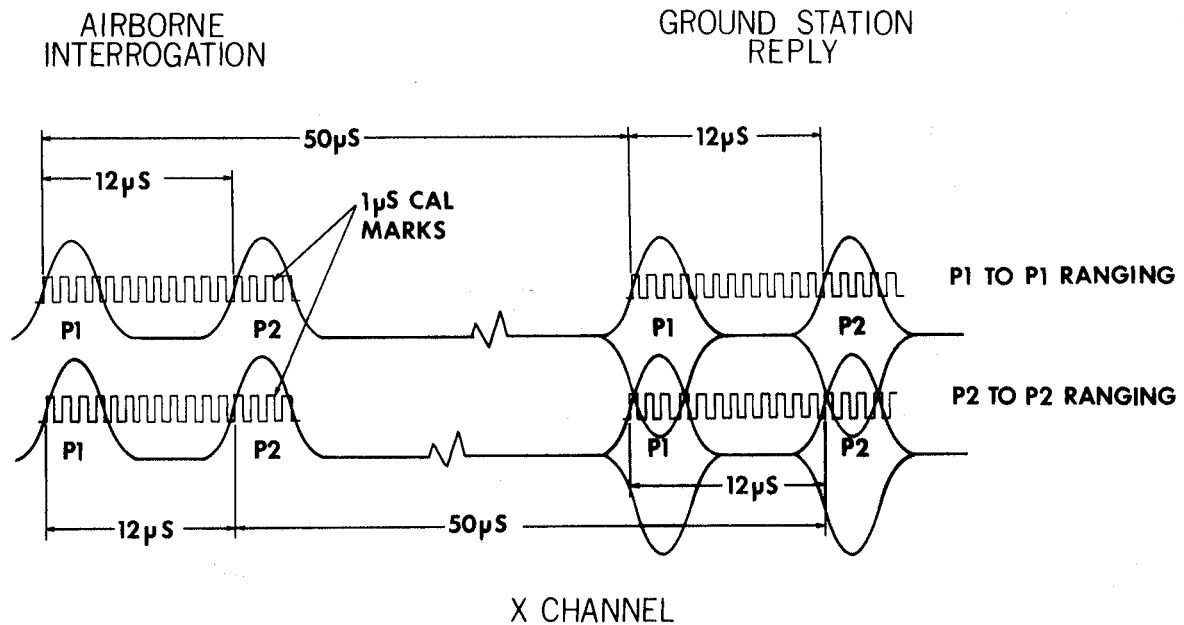 AIRBORNE
INTERROGATION
GROUND STATION
REPLY
50µS
12µS
12µS
1µS CAL
MARKS
P1 TO P1 RANGING
P1
P2
P1
P2
P2 TO P2 RANGING
P1
P2
P1
P2
12µS
12µS
50µS
X CHANNEL